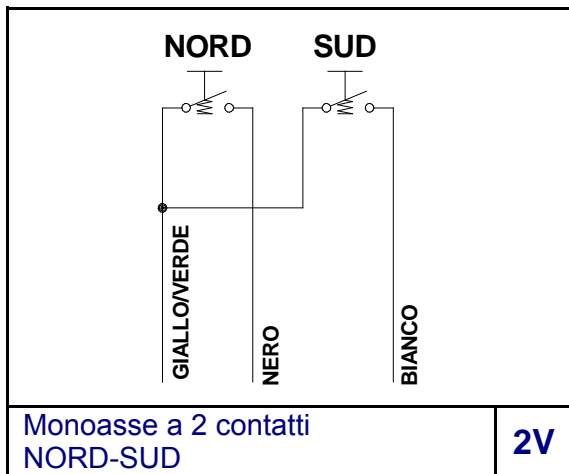 NORD
SUD
GIALLO/VERDE
NERO
BIANCO
Monoasse a 2 contatti
NORD-SUD
2V